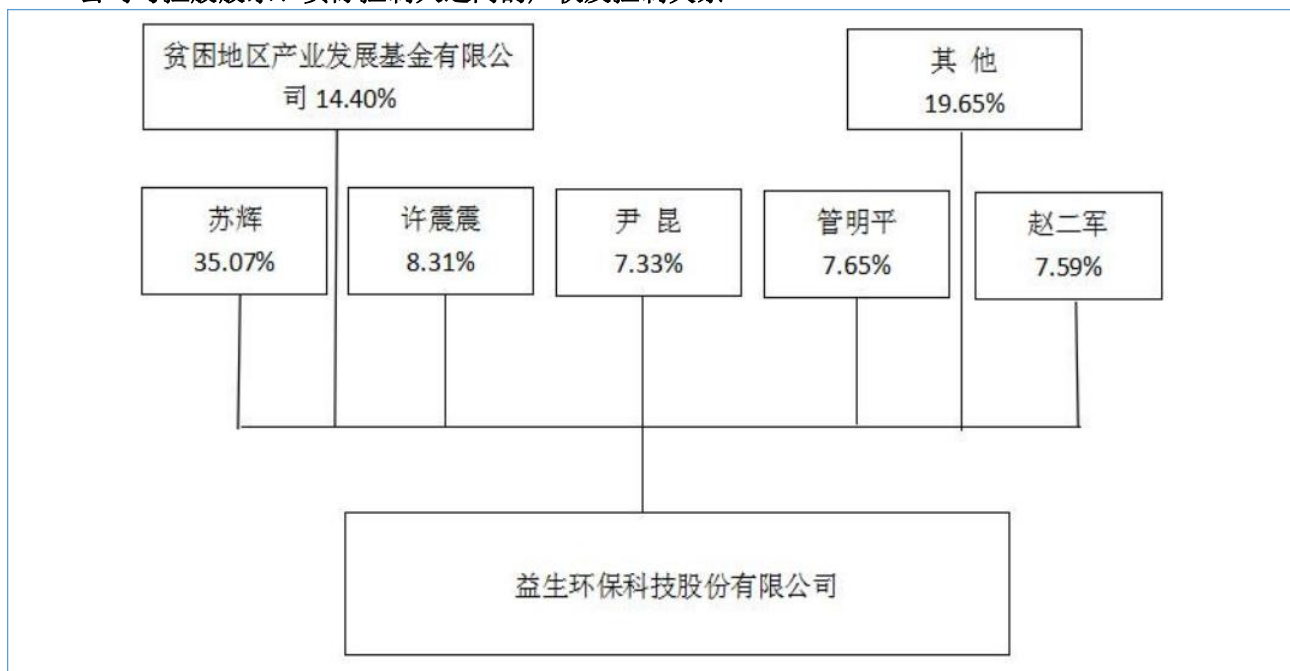 贫困地区产业发展基金有限公
司 14.40%
其 他
19.65%
苏辉
35.07%
许震震
8.31%
尹 昆
7.33%
管明平
7.65%
赵二军
7.59%
益生环保科技股份有限公司